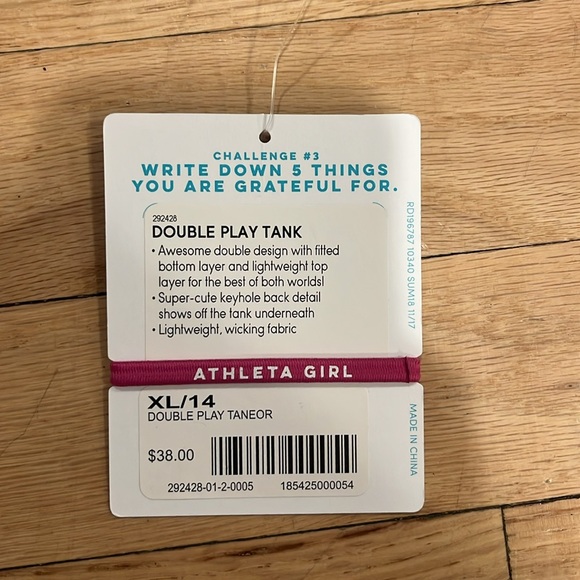 CHALLENGE #3
WRITE DOWN 5 THINGS
YOU ARE GRATEFUL FOR.
292428
DOUBLE PLAY TANK
• Awesome double design with fitted
bottom layer and lightweight top
layer for the best of both worlds!
• Super-cute keyhole back detail
shows off the tank underneath
• Lightweight, wicking fabric
RD196787 10340 SUM18 11/17
ATHLETA GIRL
XL/14
DOUBLE PLAY TANEOR
$38.00
292428-01-2-0005 185425000054
MADE IN CHINA